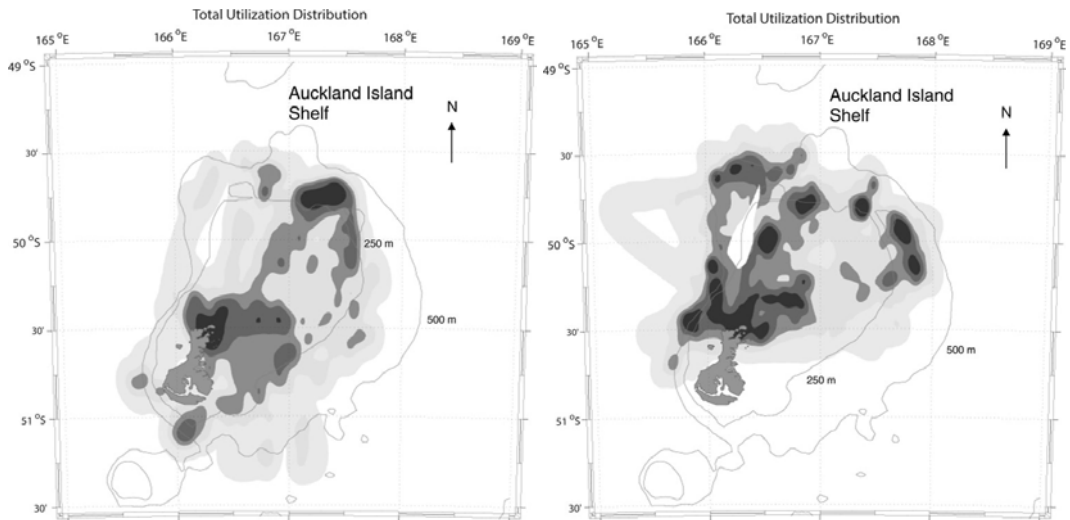 Total Utilization Distribution
165 °E 166 °E 167 °E 168 °E 169 °E
49 °S
Auckland Island
Shelf
N
30'
50 °S
250 m
500 m
30'
51 °S
30'
Total Utilization Distribution
165 °E 166 °E 167 °E 168 °E 169 °E
49 °S
Auckland Island
Shelf
N
30'
50 °S
30'
500 m
250 m
51 °S
30'